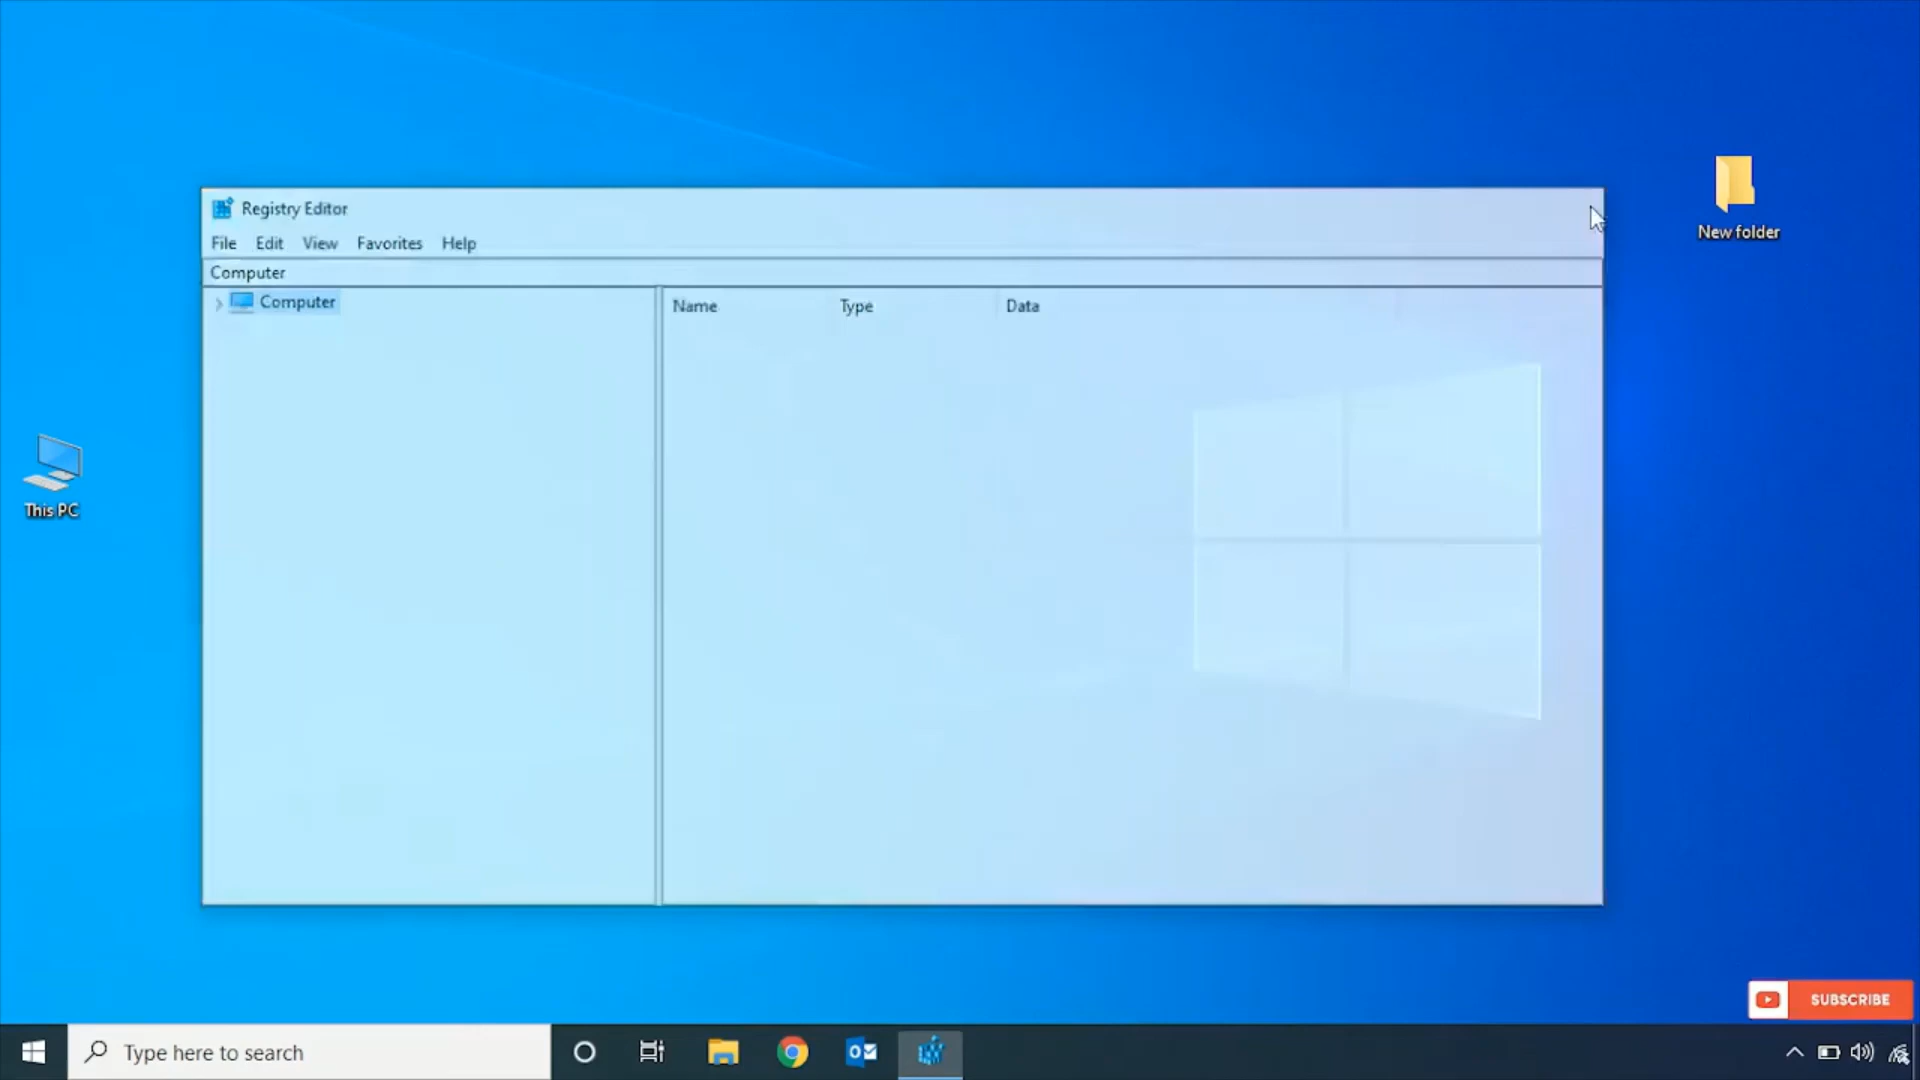 Registry Editor
File Edit View Favorites Help
Computer
Computer
Name Type Data
New folder
This PC
SUBSCRIBE
Type here to search